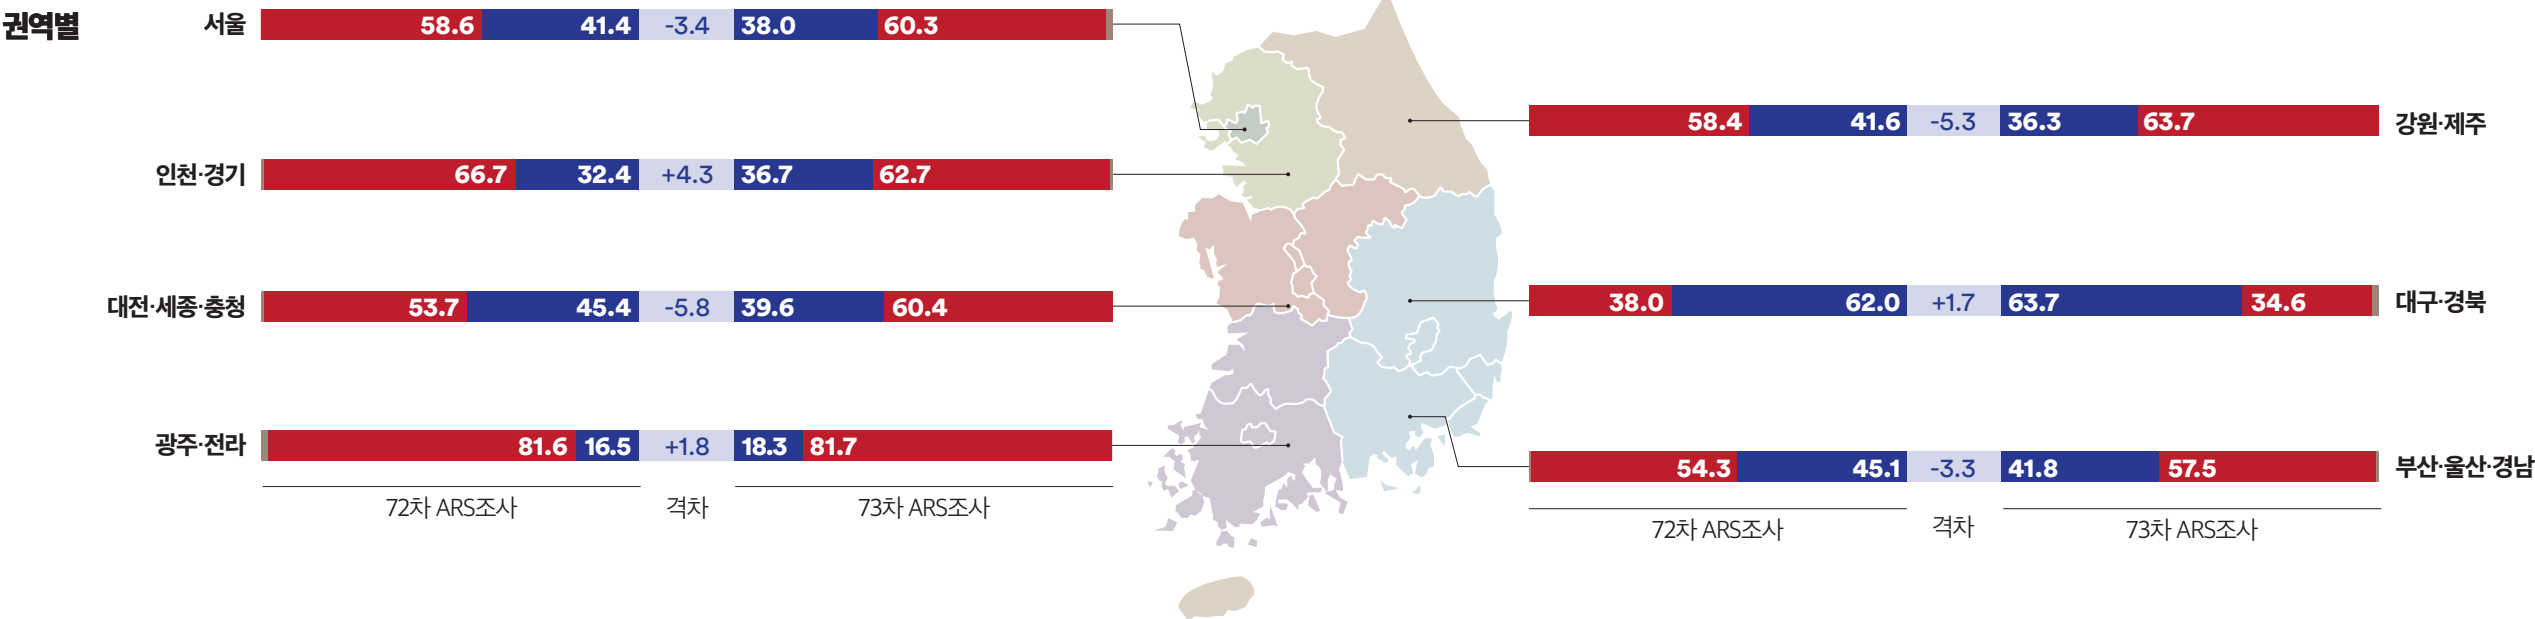 권역별
서울 58.6 41.4 -3.4 38.0 60.3
인천·경기 66.7 32.4 +4.3 36.7 62.7
대전·세종·충청 53.7 45.4 -5.8 39.6 60.4
광주·전라 81.6 16.5 +1.8 18.3 81.7
72차 ARS조사 격차 73차 ARS조사
58.4 41.6 -5.3 36.3 63.7 강원·제주
38.0 62.0 +1.7 63.7 34.6 대구·경북
54.3 45.1 -3.3 41.8 57.5 부산·울산·경남
72차 ARS조사 격차 73차 ARS조사